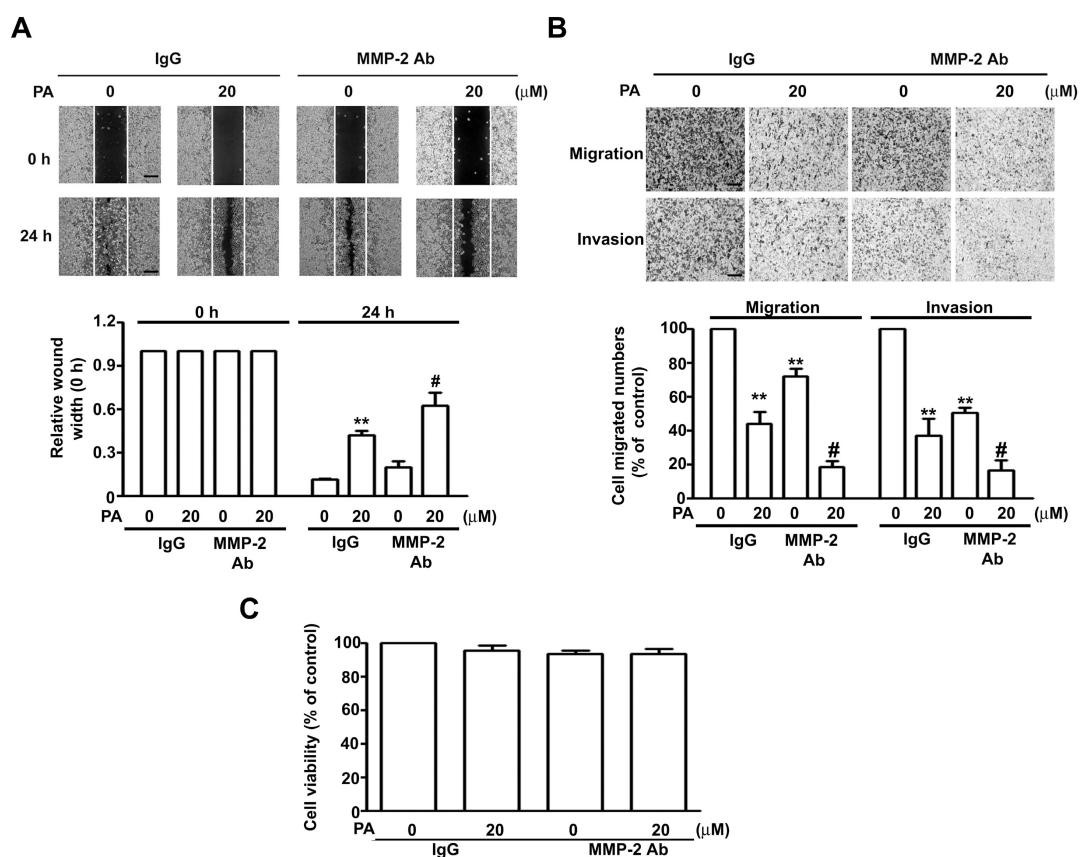 A
IgG MMP-2 Ab
PA 0 20 0 20 (μM)
0 h
24 h
0 h 24 h
Relative wound
width (0 h)
1.2
0.9
0.6
0.3
0
** #
PA 0 20 0 20 0 20 0 20 (μM)
IgG MMP-2 IgG MMP-2
Ab Ab
B
IgG MMP-2 Ab
PA 0 20 0 20 (μM)
Migration
Invasion
Migration Invasion
Cell migrated numbers
(% of control)
100
80
60
40
20
0
** ** # ** ** #
PA 0 20 0 20 0 20 0 20 (μM)
IgG MMP-2 IgG MMP-2
Ab Ab
C
Cell viability (% of control)
100
80
60
40
20
0
PA 0 20 0 20 (μM)
IgG MMP-2 Ab